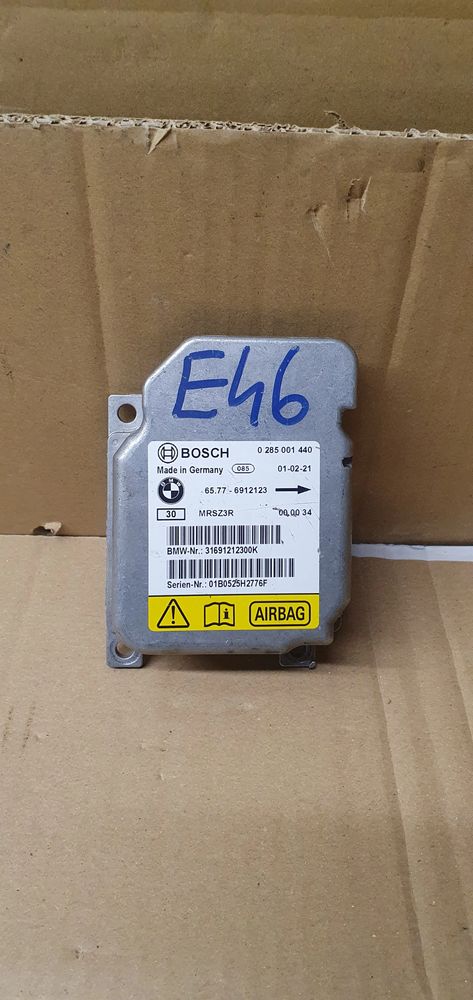 E46
BOSCH 0 285 001 440
Made in Germany 085 01-02-21
BMW 65.77 - 6912123
30 MRSZ3R 00 00 34
BMW-Nr.: 31691212300K
Serien-Nr.: 01B0525H2776F
AIRBAG